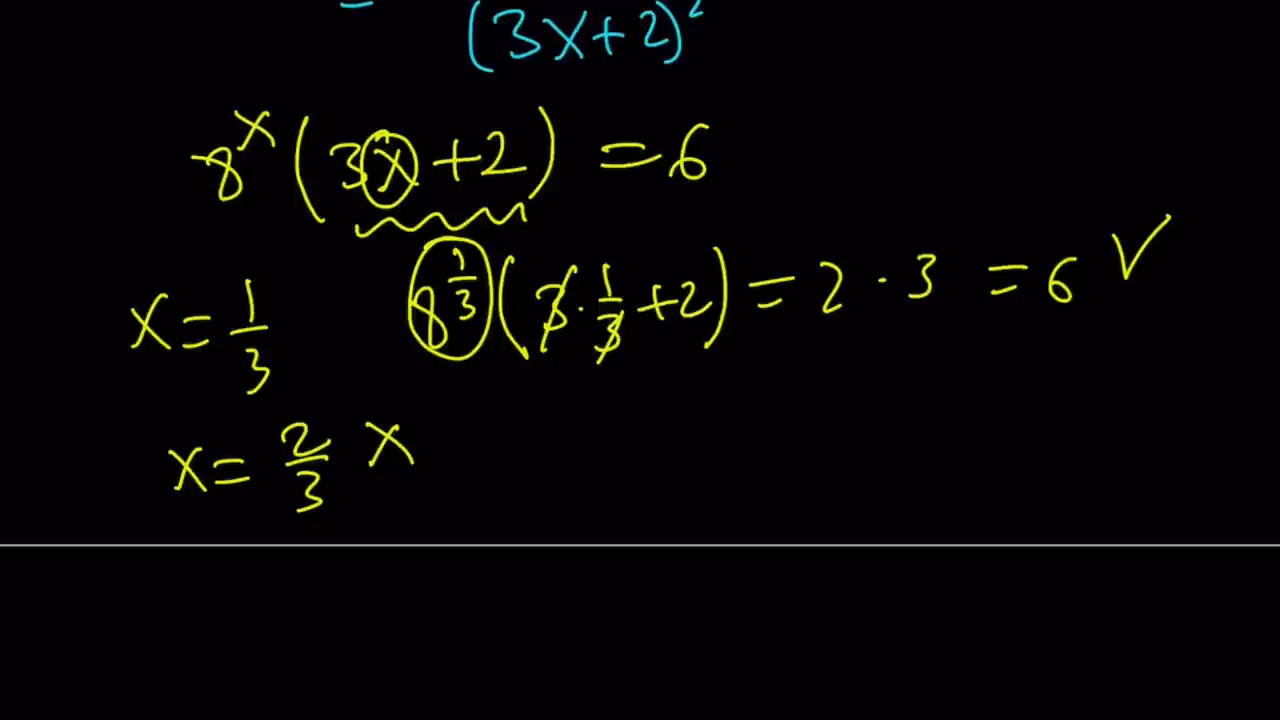 = (3x+2)²
8^x (3x+2) = 6
x = 1/3   8^(1/3) (3 · 1/3 + 2) = 2 · 3 = 6 ✓
x = 2/3 x